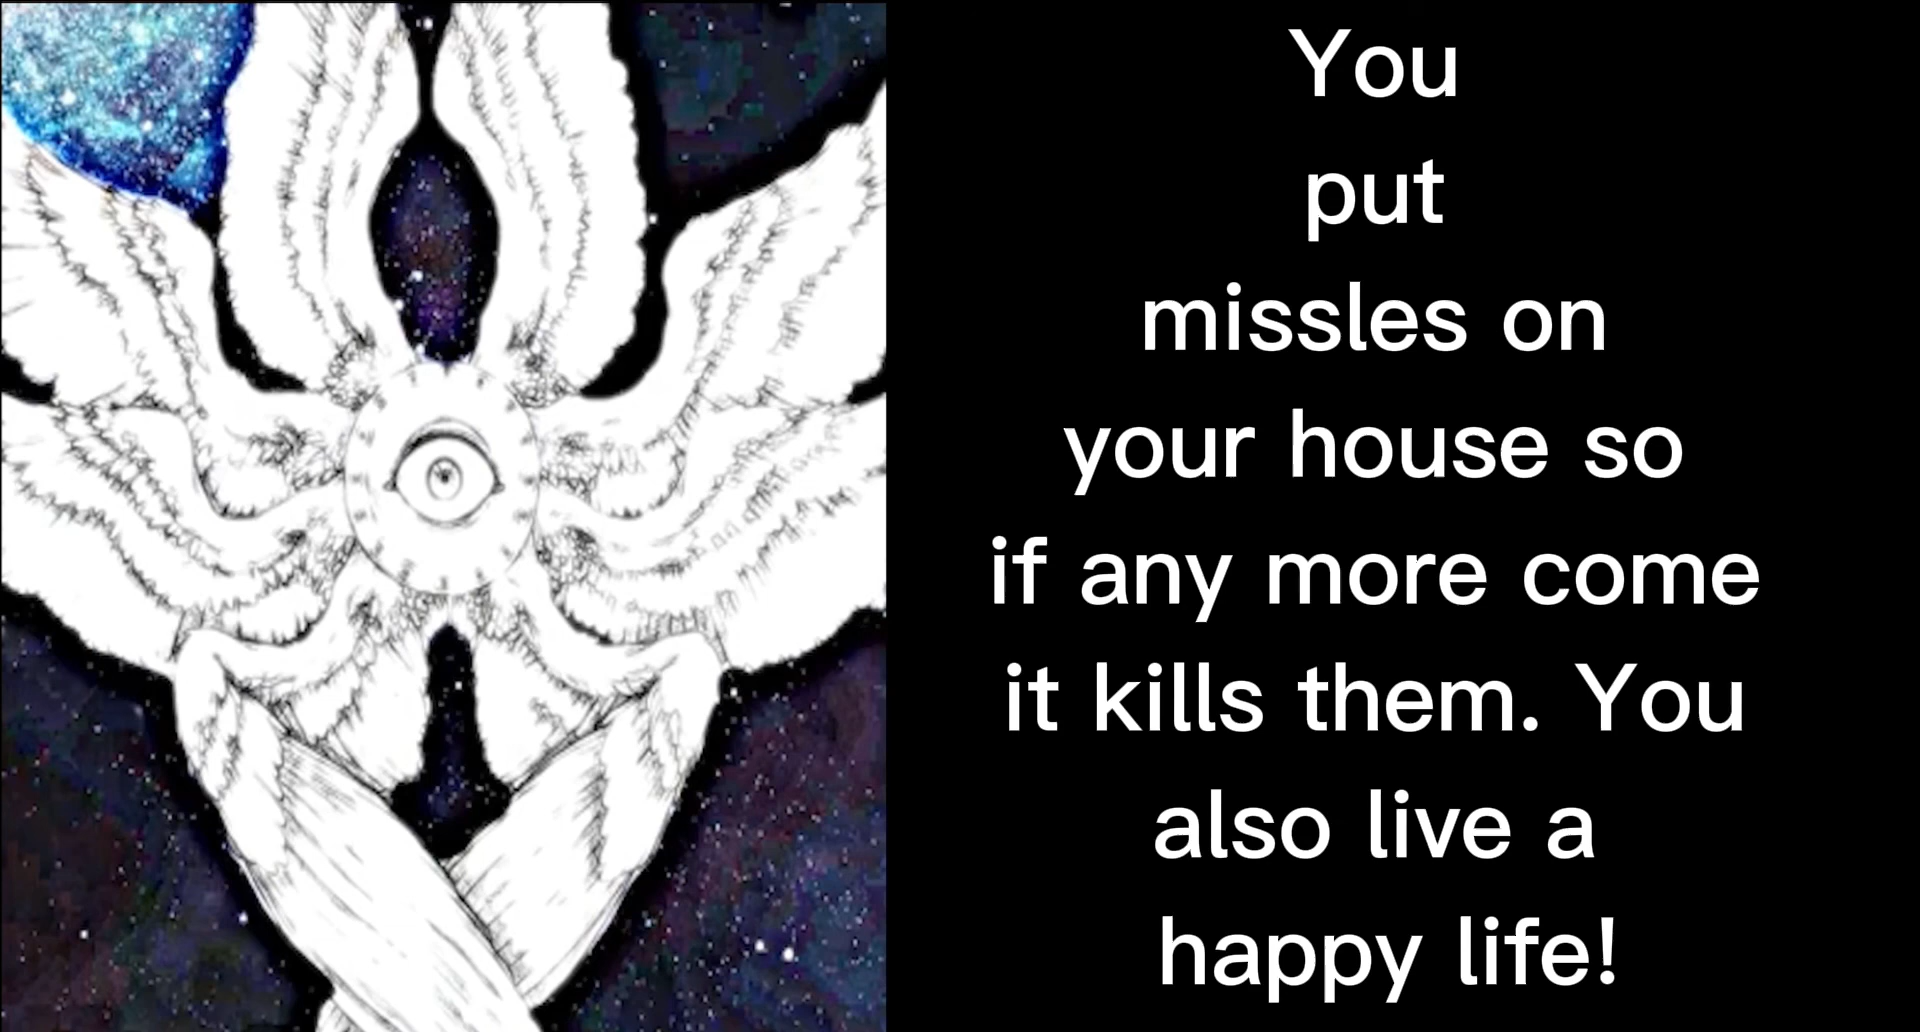 You
put
missles on
your house so
if any more come
it kills them. You
also live a
happy life!